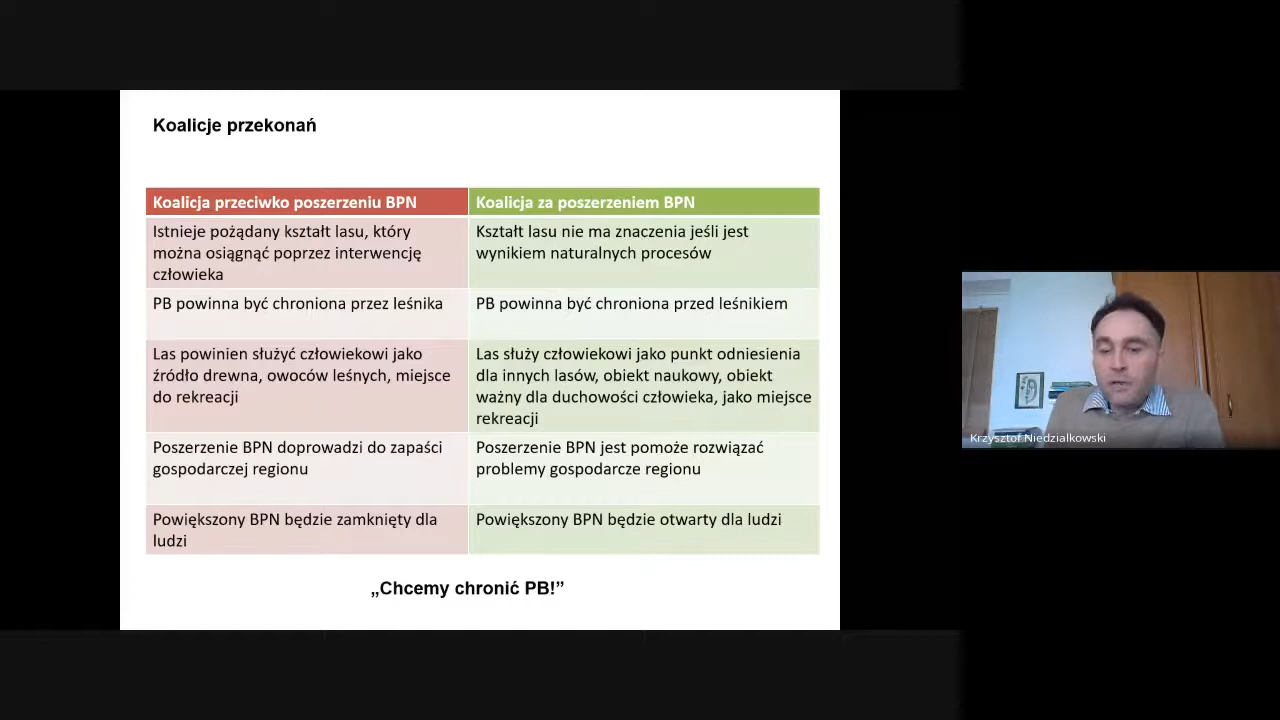 Koalicje przekonań
Koalicja przeciwko poszerzeniu BPN
Koalicja za poszerzeniem BPN
Istnieje pożądany kształt lasu, który
można osiągnąć poprzez interwencję
człowieka
Kształt lasu nie ma znaczenia jeśli jest
wynikiem naturalnych procesów
PB powinna być chroniona przez leśnika
PB powinna być chroniona przed leśnikiem
Las powinien służyć człowiekowi jako
źródło drewna, owoców leśnych, miejsce
do rekreacji
Las służy człowiekowi jako punkt odniesienia
dla innych lasów, obiekt naukowy, obiekt
ważny dla duchowości człowieka, jako miejsce
rekreacji
Poszerzenie BPN doprowadzi do zapaści
gospodarczej regionu
Poszerzenie BPN jest pomoże rozwiązać
problemy gospodarcze regionu
Powiększony BPN będzie zamknięty dla
ludzi
Powiększony BPN będzie otwarty dla ludzi
„Chcemy chronić PB!”
Krzysztof Niedzialkowski